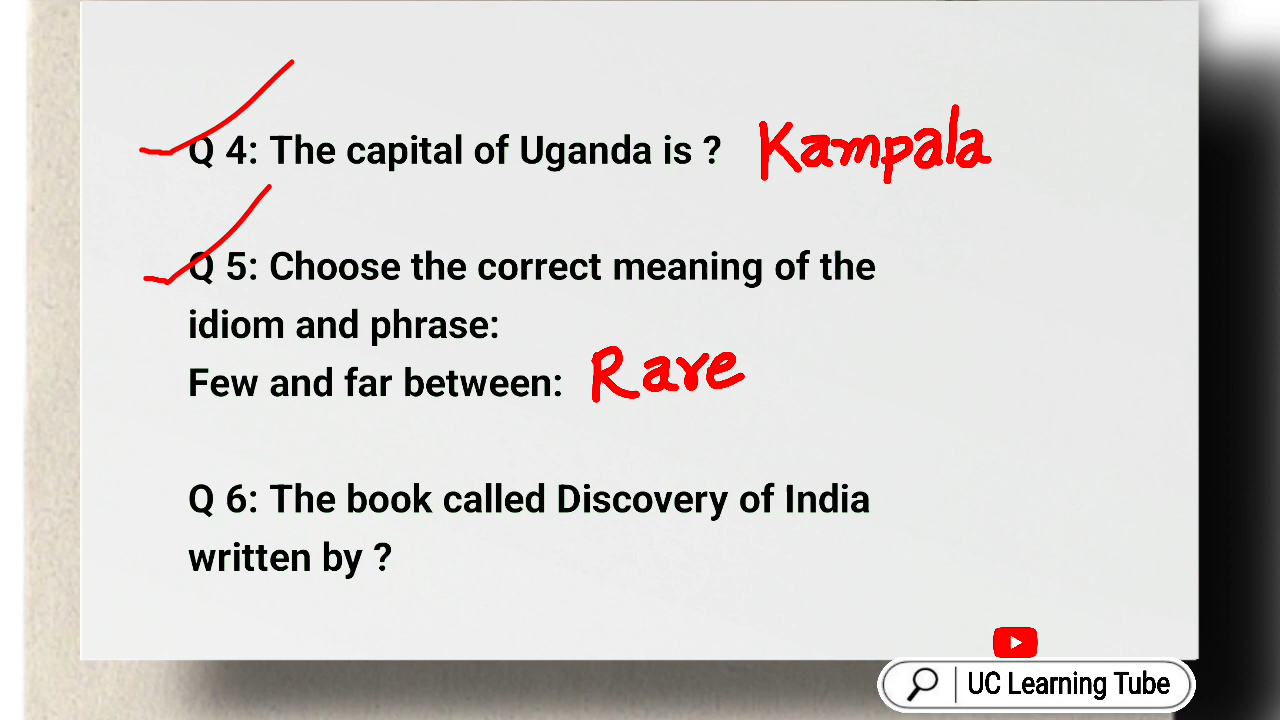 Q 4: The capital of Uganda is ? Kampala
Q 5: Choose the correct meaning of the
idiom and phrase:
Few and far between: Rare
Q 6: The book called Discovery of India
written by ?
UC Learning Tube